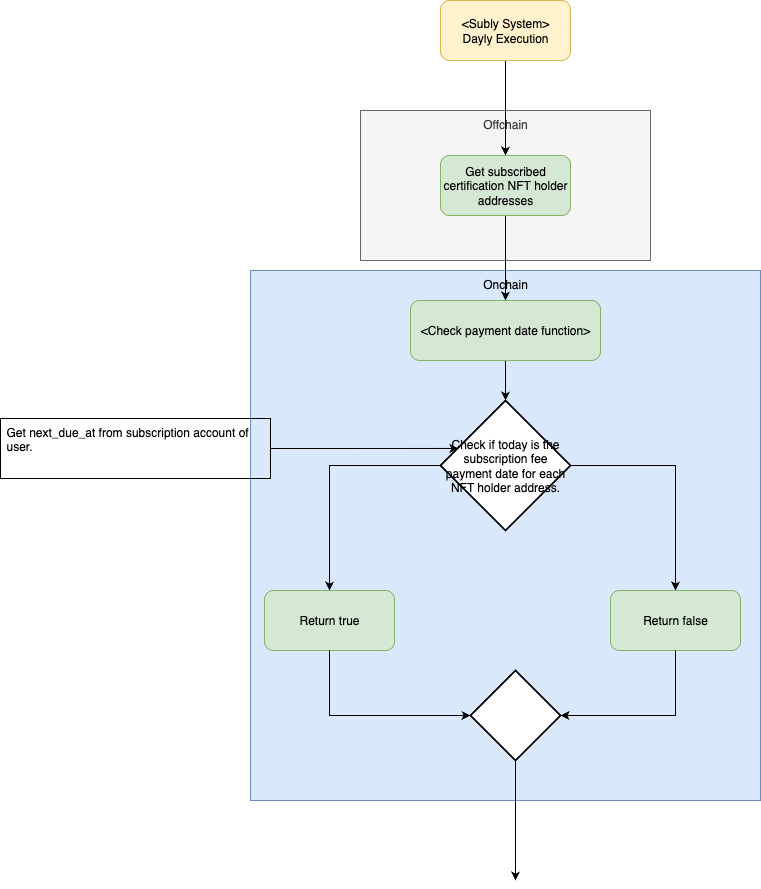 <Subly System>
Dayly Execution
Offchain
Get subscribed
certification NFT holder
addresses
Onchain
<Check payment date function>
Get next_due_at from subscription account of
user.
Check if today is the
subscription fee
payment date for each
NFT holder address.
Return true
Return false